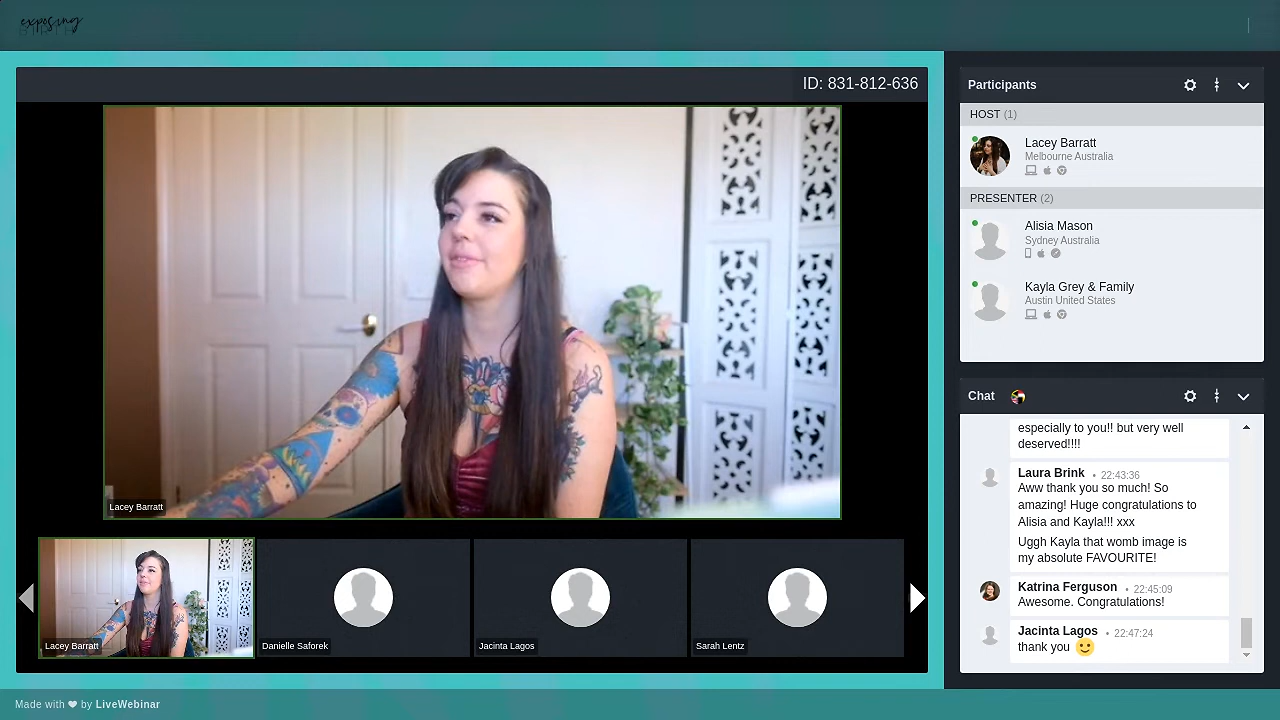 exposing
BIRTH
ID: 831-812-636
Lacey Barratt
Lacey Barratt
Danielle Saforek
Jacinta Lagos
Sarah Lentz
Participants
HOST (1)
Lacey Barratt
Melbourne Australia
PRESENTER (2)
Alisia Mason
Sydney Australia
Kayla Grey & Family
Austin United States
Chat
especially to you!! but very well
deserved!!!!
Laura Brink • 22:43:36
Aww thank you so much! So
amazing! Huge congratulations to
Alisia and Kayla!!! xxx
Uggh Kayla that womb image is
my absolute FAVOURITE!
Katrina Ferguson • 22:45:09
Awesome. Congratulations!
Jacinta Lagos • 22:47:24
thank you 🙂
Made with ❤ by LiveWebinar